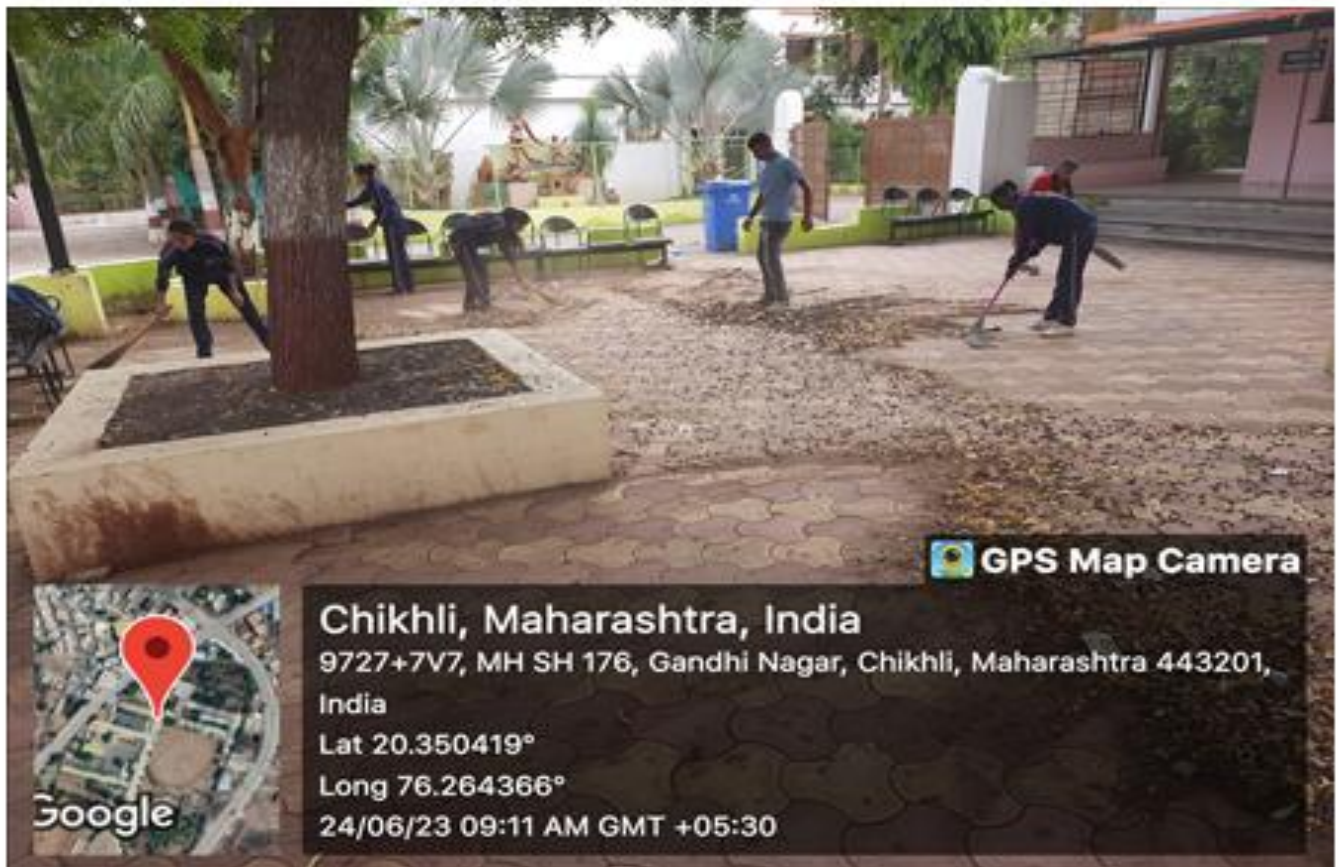 GPS Map Camera
Chikhli, Maharashtra, India
9727+7V7, MH SH 176, Gandhi Nagar, Chikhli, Maharashtra 443201,
India
Lat 20.350419°
Long 76.264366°
24/06/23 09:11 AM GMT +05:30
Google